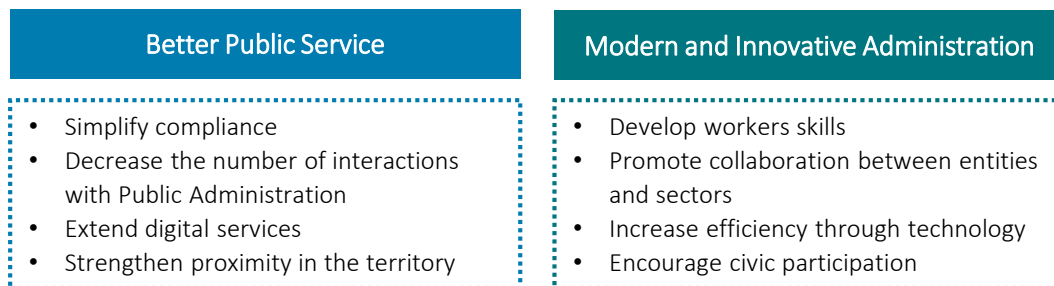 Better Public Service
• Simplify compliance
• Decrease the number of interactions
with Public Administration
• Extend digital services
• Strengthen proximity in the territory
Modern and Innovative Administration
• Develop workers skills
• Promote collaboration between entities
and sectors
• Increase efficiency through technology
• Encourage civic participation